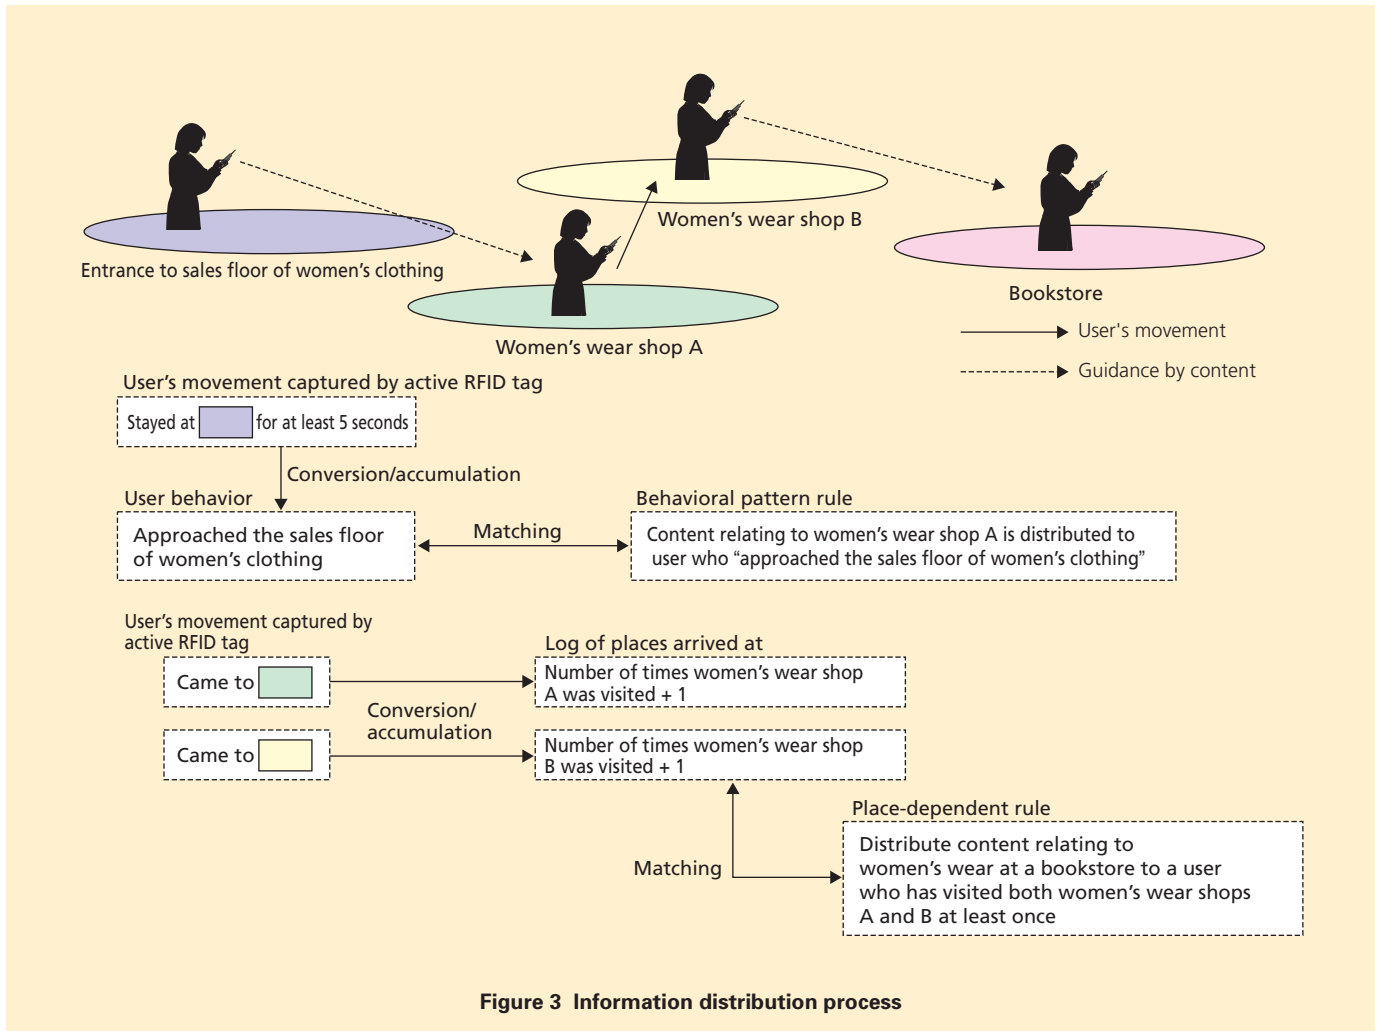 Women’s wear shop B
Entrance to sales floor of women’s clothing
Bookstore
User's movement
Women’s wear shop A
Guidance by content
User’s movement captured by active RFID tag
Stayed at for at least 5 seconds
Conversion/accumulation
User behavior
Behavioral pattern rule
Approached the sales floor
of women’s clothing
Matching
Content relating to women’s wear shop A is distributed to
user who “approached the sales floor of women’s clothing”
User’s movement captured by
active RFID tag
Log of places arrived at
Came to
Number of times women’s wear shop
A was visited + 1
Conversion/
accumulation
Came to
Number of times women’s wear shop
B was visited + 1
Place-dependent rule
Matching
Distribute content relating to
women’s wear at a bookstore to a user
who has visited both women’s wear shops
A and B at least once
Figure 3 Information distribution process